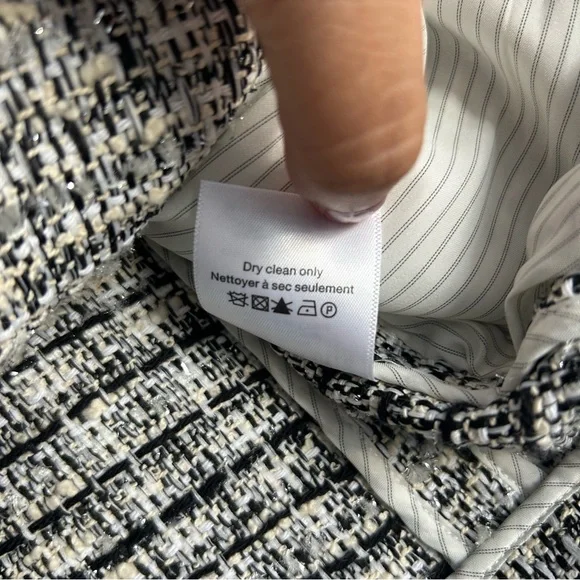 Dry clean only
Nettoyer à sec seulement
P